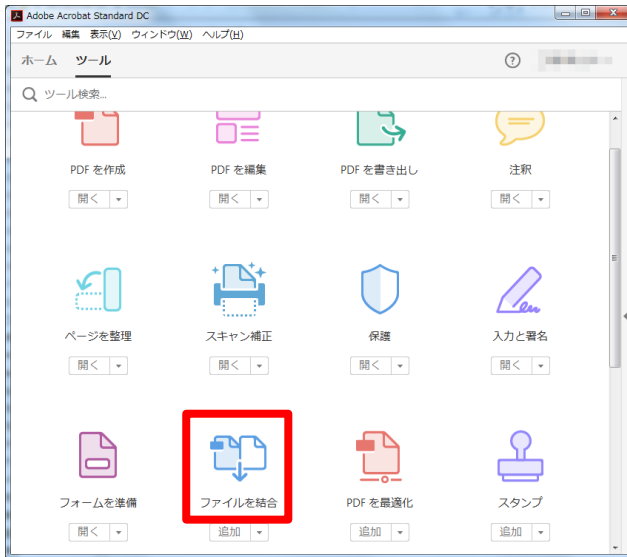 Adobe Acrobat Standard DC
ファイル 編集 表示(V) ウィンドウ(W) ヘルプ(H)
ホーム ツール
ツール検索...
PDF を作成 PDF を編集 PDF を書き出し 注釈
開く 開く 開く 開く
ページを整理 スキャン補正 保護 入力と署名
開く 開く 開く 開く
フォームを準備 ファイルを結合 PDF を最適化 スタンプ
開く 追加 追加 追加